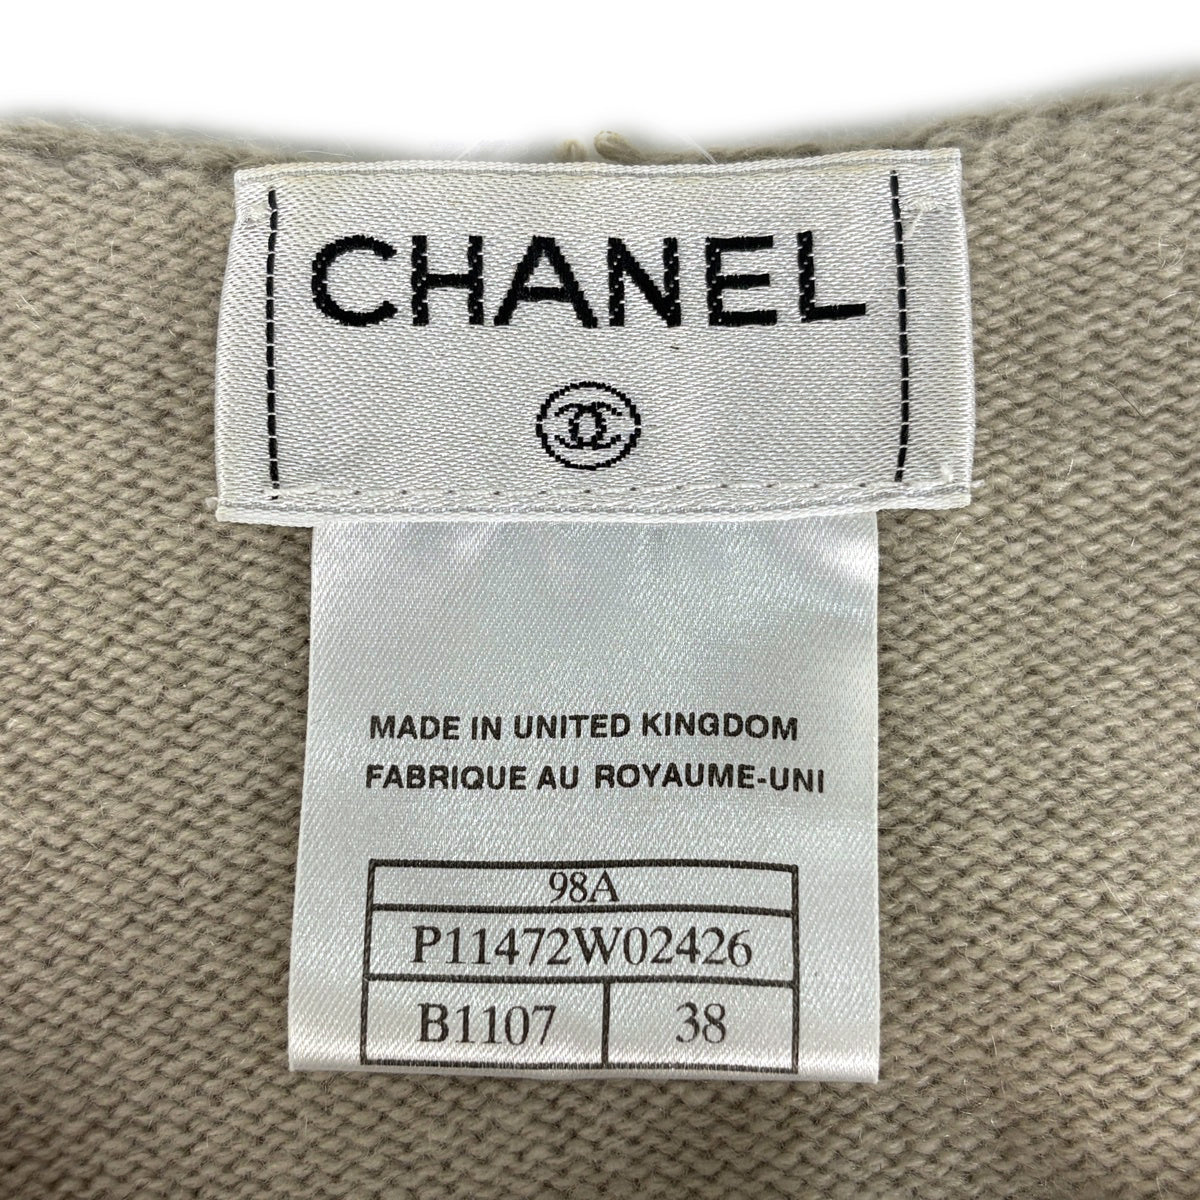 CHANEL
MADE IN UNITED KINGDOM
FABRIQUE AU ROYAUME-UNI
98A
P11472W02426
B1107 38